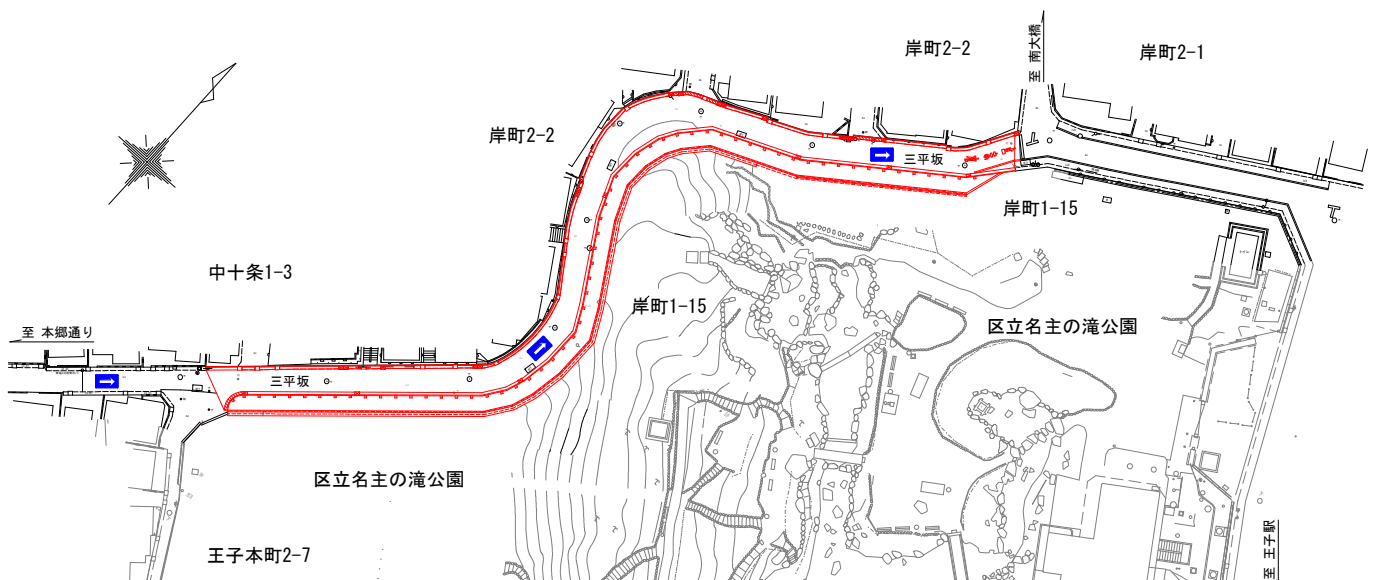 岸町2-2
至 南大橋
岸町2-1
岸町2-2
三平坂
岸町1-15
中十条1-3
岸町1-15
区立名主の滝公園
至 本郷通り
三平坂
区立名主の滝公園
至 王子駅
王子本町2-7